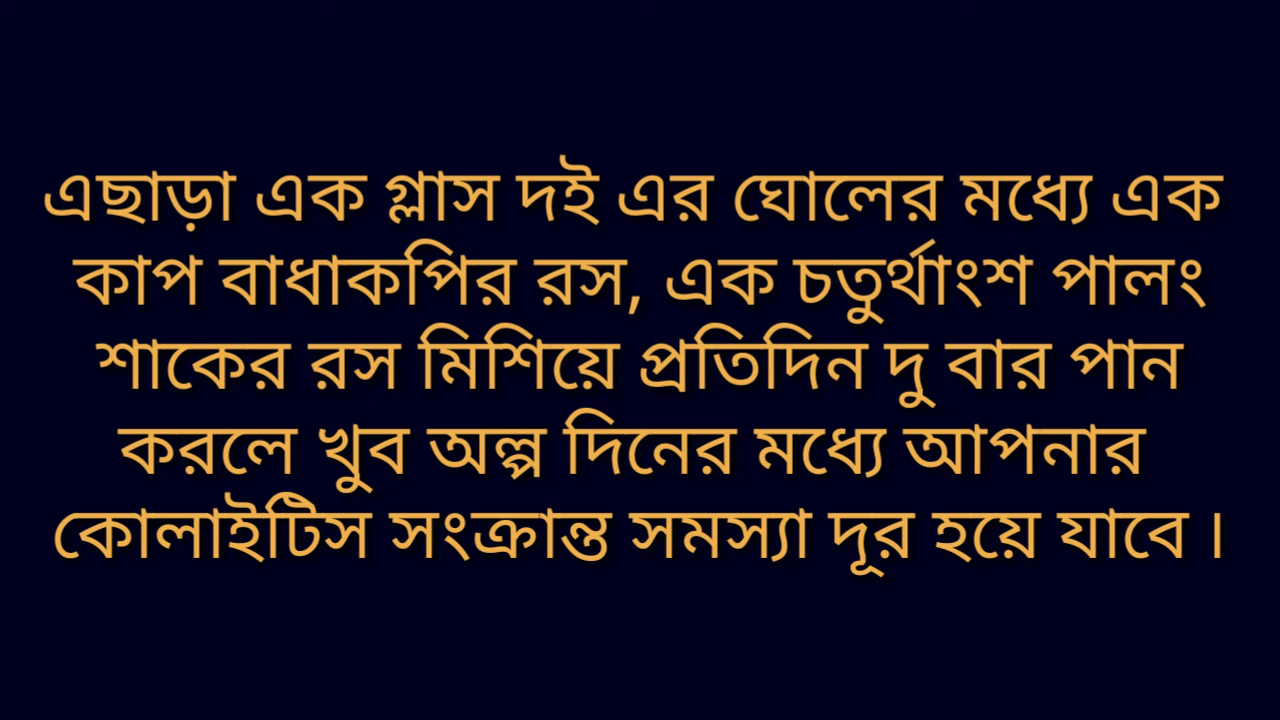 এছাড়া এক গ্লাস দই এর ঘোলের মধ্যে এক
কাপ বাধাকপির রস, এক চতুর্থাংশ পালং
শাকের রস মিশিয়ে প্রতিদিন দু বার পান
করলে খুব অল্প দিনের মধ্যে আপনার
কোলাইটিস সংক্রান্ত সমস্যা দূর হয়ে যাবে ।